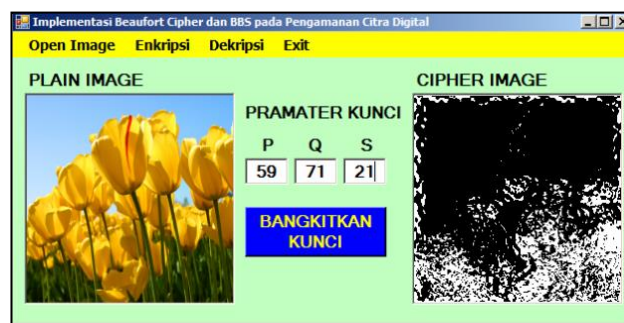 Implementasi Beaufort Cipher dan BBS pada Pengamanan Citra Digital
Open Image Enkripsi Dekripsi Exit
PLAIN IMAGE
PRAMATER KUNCI
P Q S
59 71 21
BANGKITKAN
KUNCI
CIPHER IMAGE